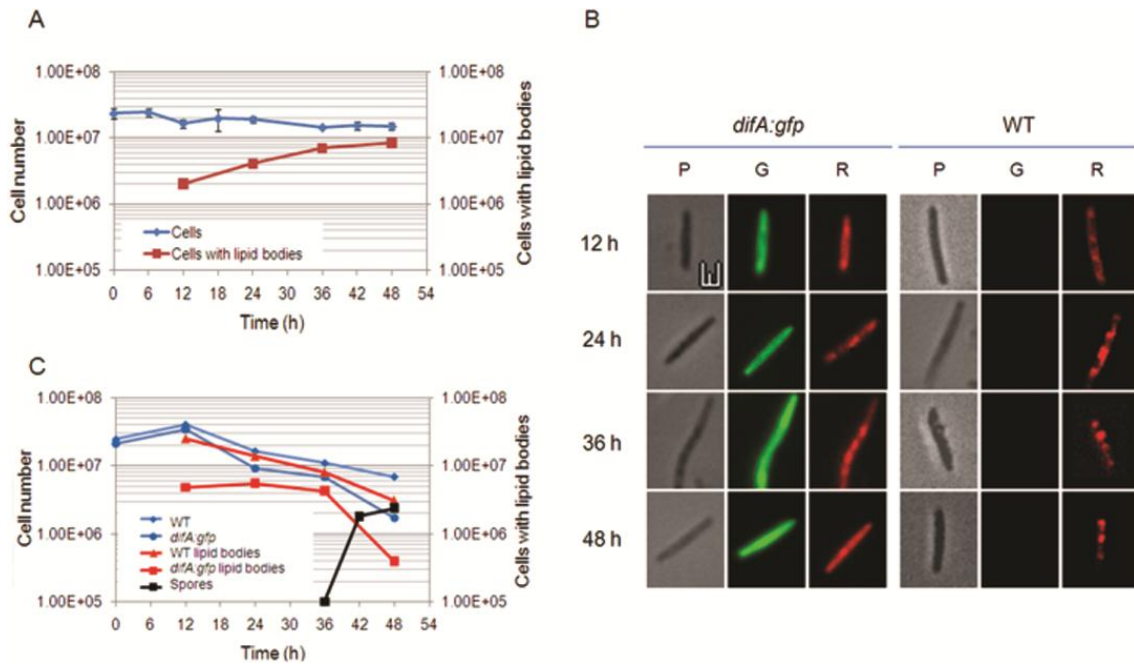 A
1.00E+08
1.00E+07
1.00E+06
1.00E+05
Cell number
1.00E+08
1.00E+07
1.00E+06
1.00E+05
Cells with lipid bodies
Cells
Cells with lipid bodies
0 6 12 18 24 30 36 42 48 54
Time (h)
B
difA:gfp WT
P G R P G R
12 h
24 h
36 h
48 h
C
1.00E+08
1.00E+07
1.00E+06
1.00E+05
Cell number
1.00E+08
1.00E+07
1.00E+06
1.00E+05
Cells with lipid bodies
WT
difA:gfp
WT lipid bodies
difA:gfp lipid bodies
Spores
0 6 12 18 24 30 36 42 48 54
Time (h)